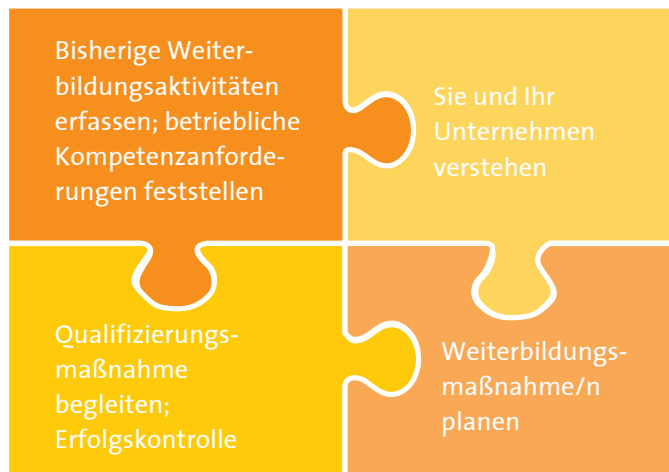 Bisherige Weiter-
bildungsaktivitäten
erfassen; betriebliche
Kompetenzanforde-
rungen feststellen
Sie und Ihr
Unternehmen
verstehen
Qualifizierungs-
maßnahme
begleiten;
Erfolgskontrolle
Weiterbildungs-
maßnahme/n
planen